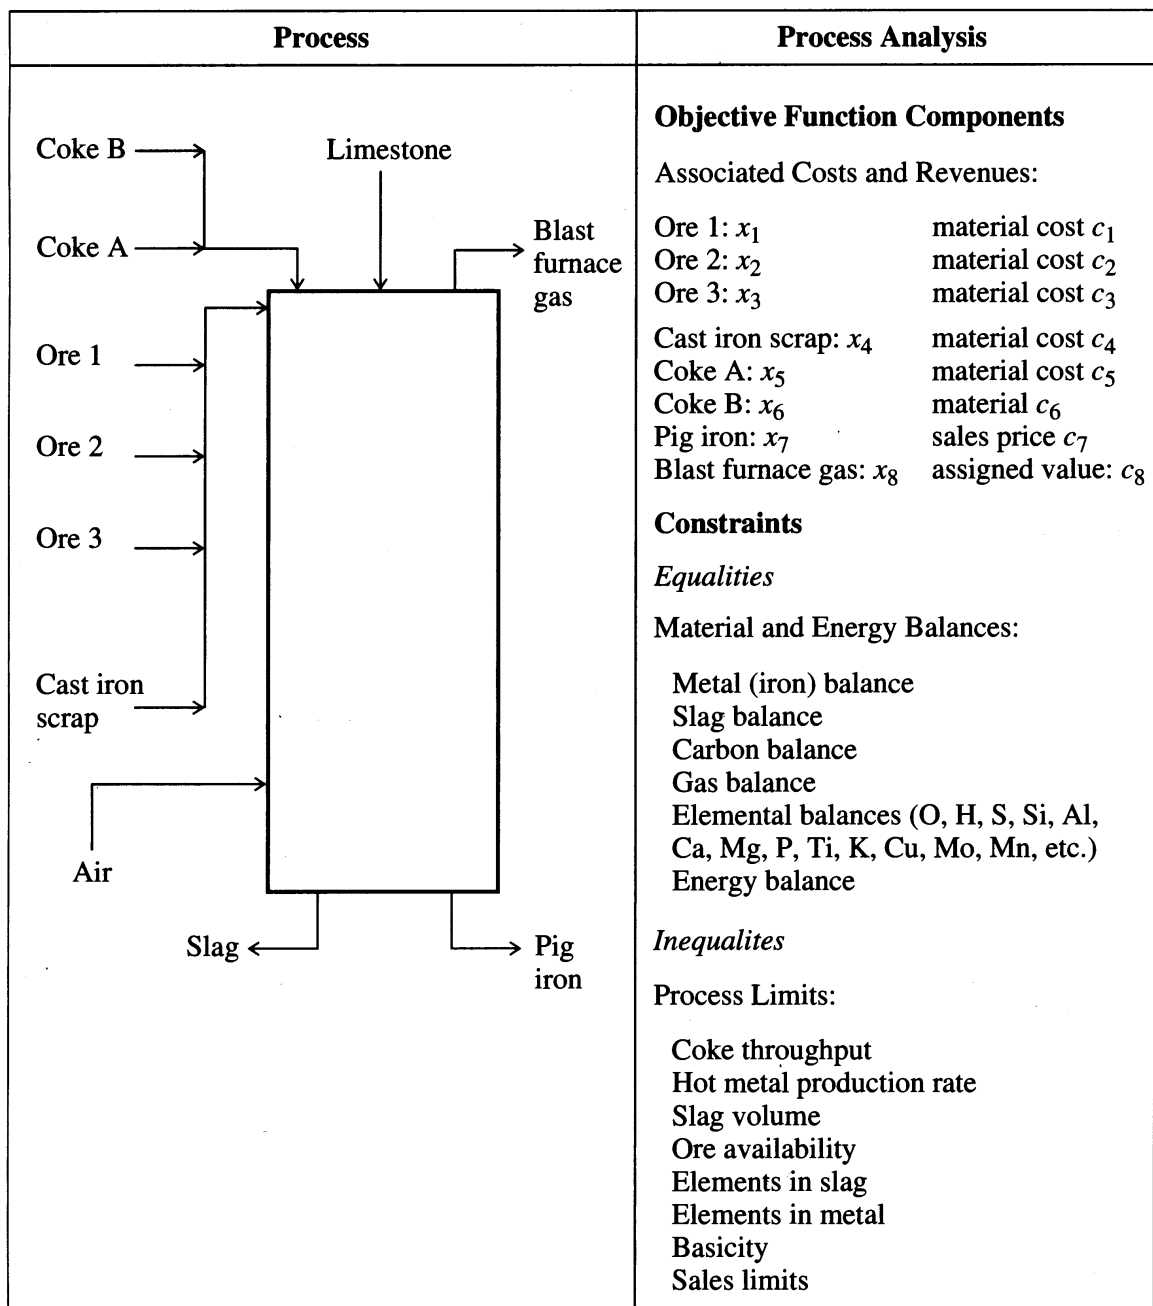 Process
Coke B
Limestone
Coke A
Blast
furnace
gas
Ore 1
Ore 2
Ore 3
Cast iron
scrap
Air
Slag
Pig
iron
Process Analysis
Objective Function Components
Associated Costs and Revenues:
Ore 1: x1 material cost c1
Ore 2: x2 material cost c2
Ore 3: x3 material cost c3
Cast iron scrap: x4 material cost c4
Coke A: x5 material cost c5
Coke B: x6 material c6
Pig iron: x7 sales price c7
Blast furnace gas: x8 assigned value: c8
Constraints
Equalities
Material and Energy Balances:
Metal (iron) balance
Slag balance
Carbon balance
Gas balance
Elemental balances (O, H, S, Si, Al,
Ca, Mg, P, Ti, K, Cu, Mo, Mn, etc.)
Energy balance
Inequalites
Process Limits:
Coke throughput
Hot metal production rate
Slag volume
Ore availability
Elements in slag
Elements in metal
Basicity
Sales limits